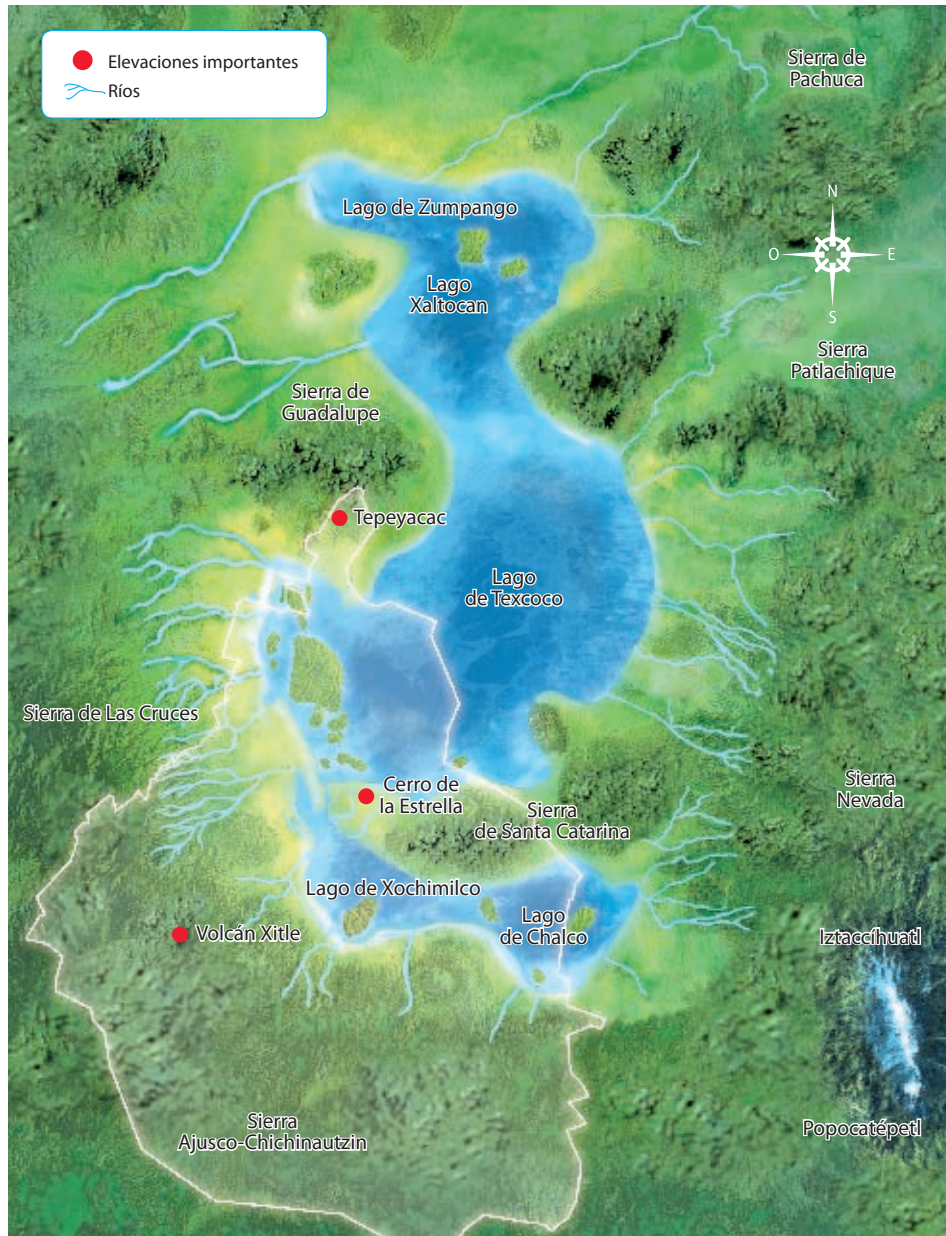 Elevaciones importantes
Ríos
Sierra de
Pachuca
N
O
E
S
Lago de Zumpango
Lago
Xaltocan
Sierra
Patlachique
Sierra de
Guadalupe
Tepeyacac
Lago
de Texcoco
Sierra de Las Cruces
Cerro de
la Estrella
Sierra
de Santa Catarina
Sierra
Nevada
Lago de Xochimilco
Lago
de Chalco
Volcán Xitle
Iztaccíhuatl
Sierra
Ajusco-Chichinautzin
Popocatépetl